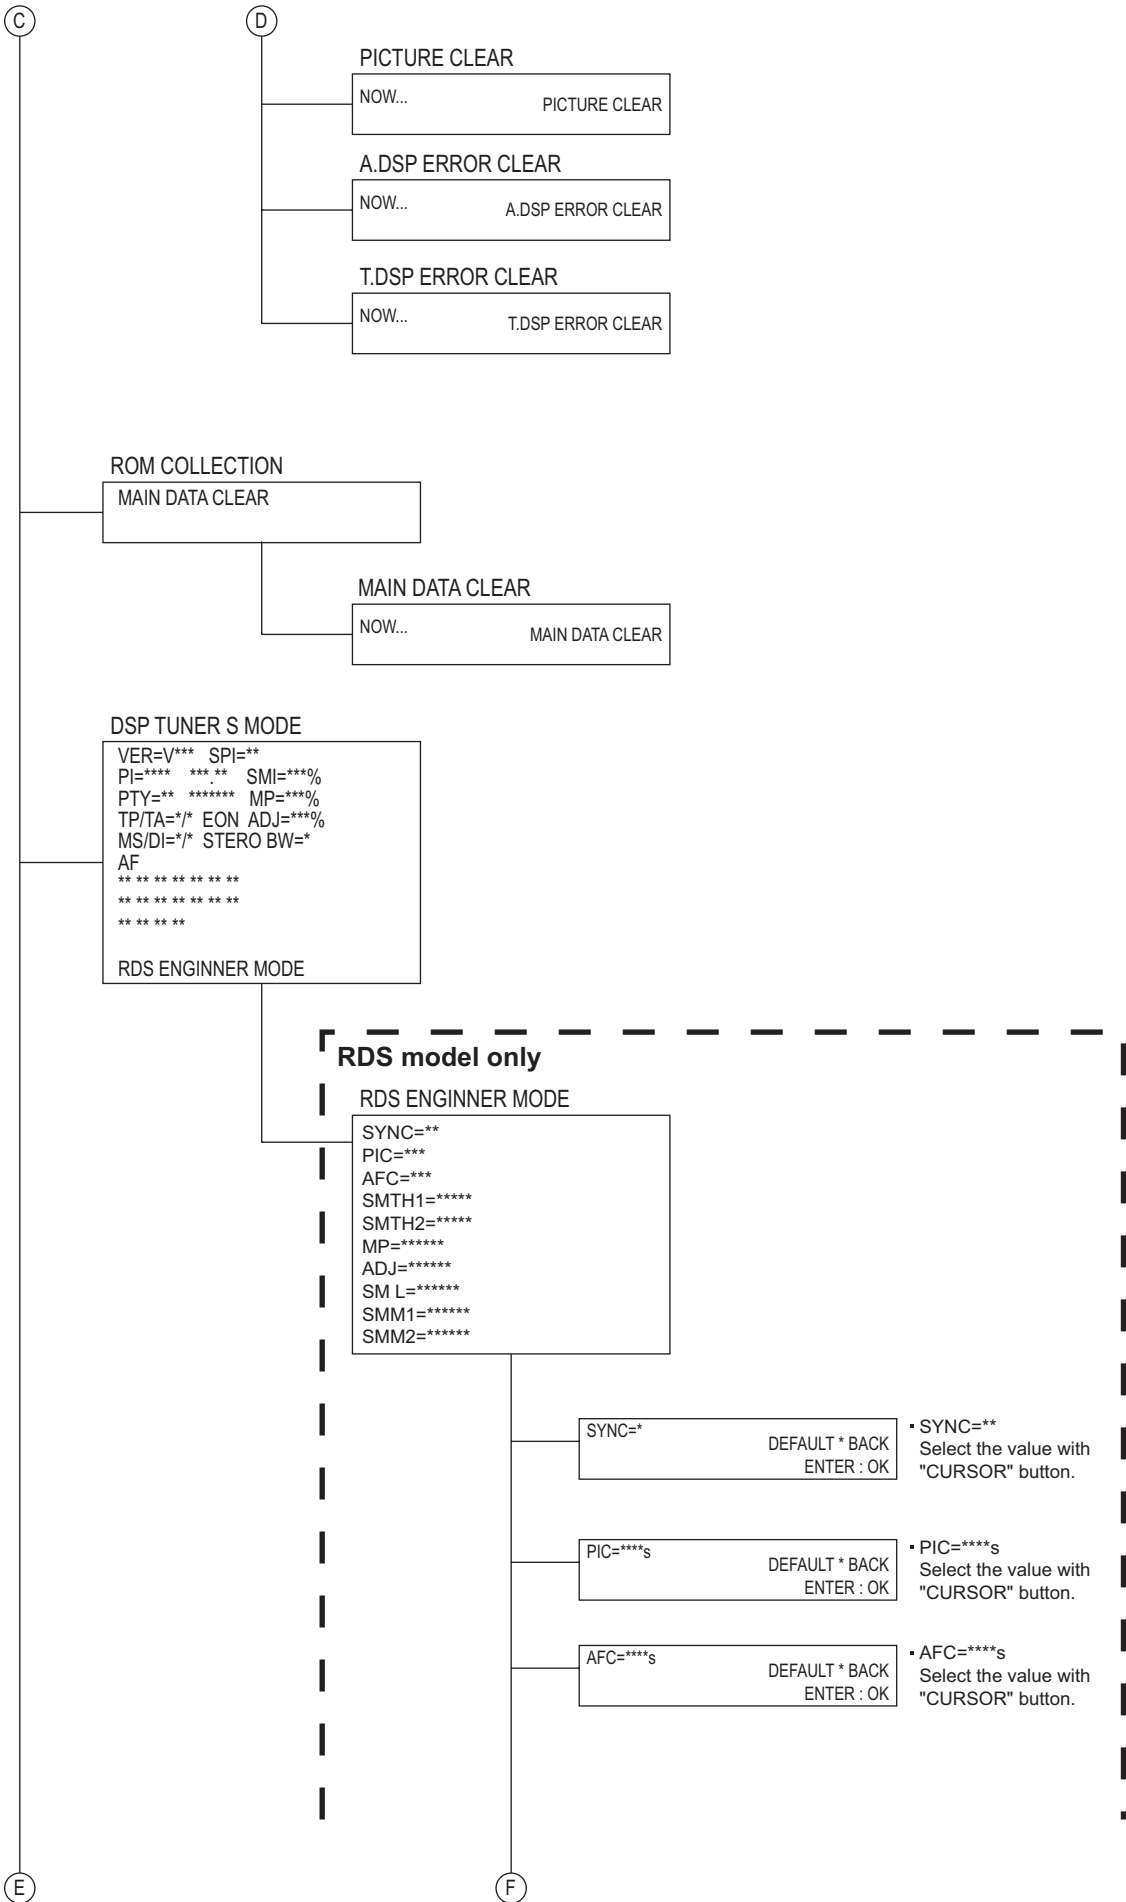 C
D
PICTURE CLEAR
NOW...
PICTURE CLEAR
A.DSP ERROR CLEAR
NOW...
A.DSP ERROR CLEAR
T.DSP ERROR CLEAR
NOW...
T.DSP ERROR CLEAR
ROM COLLECTION
MAIN DATA CLEAR
MAIN DATA CLEAR
NOW...
MAIN DATA CLEAR
DSP TUNER S MODE
VER=V*** SPI=**
PI=**** ***.** SMI=***%
PTY=** ******* MP=***%
TP/TA=*/* EON ADJ=***%
MS/DI=*/* STERO BW=*
AF
** ** ** ** ** ** **
** ** ** ** ** ** **
** ** ** **
RDS ENGINNER MODE
RDS model only
RDS ENGINNER MODE
SYNC=**
PIC=***
AFC=***
SMTH1=*****
SMTH2=*****
MP=******
ADJ=******
SM L=******
SMM1=******
SMM2=******
SYNC=*
DEFAULT * BACK
ENTER : OK
▪ SYNC=**
Select the value with
"CURSOR" button.
PIC=****s
DEFAULT * BACK
ENTER : OK
▪ PIC=****s
Select the value with
"CURSOR" button.
AFC=****s
DEFAULT * BACK
ENTER : OK
▪ AFC=****s
Select the value with
"CURSOR" button.
E
F